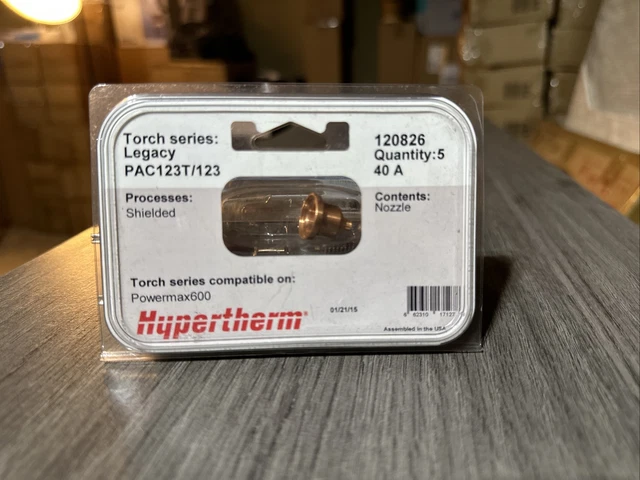 Torch series:
Legacy
PAC123T/123
120826
Quantity:5
40 A
Processes:
Shielded
Contents:
Nozzle
Torch series compatible on:
Powermax600
Hypertherm®
01/21/15
Assembled in the USA